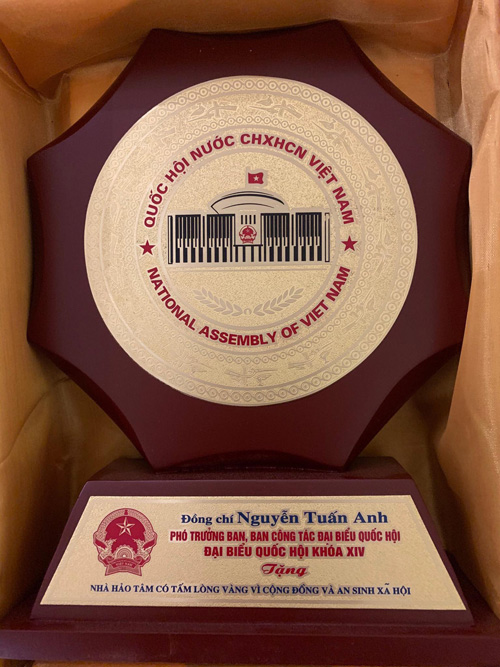 QUỐC HỘI NƯỚC CHXHCN VIỆT NAM
NATIONAL ASSEMBLY OF VIET NAM
Đồng chí Nguyễn Tuấn Anh
PHÓ TRƯỞNG BAN, BAN CÔNG TÁC ĐẠI BIỂU QUỐC HỘI
ĐẠI BIỂU QUỐC HỘI KHÓA XIV
Tặng
NHÀ HẢO TÂM CÓ TẤM LÒNG VÀNG VÌ CỘNG ĐỒNG VÀ AN SINH XÃ HỘI